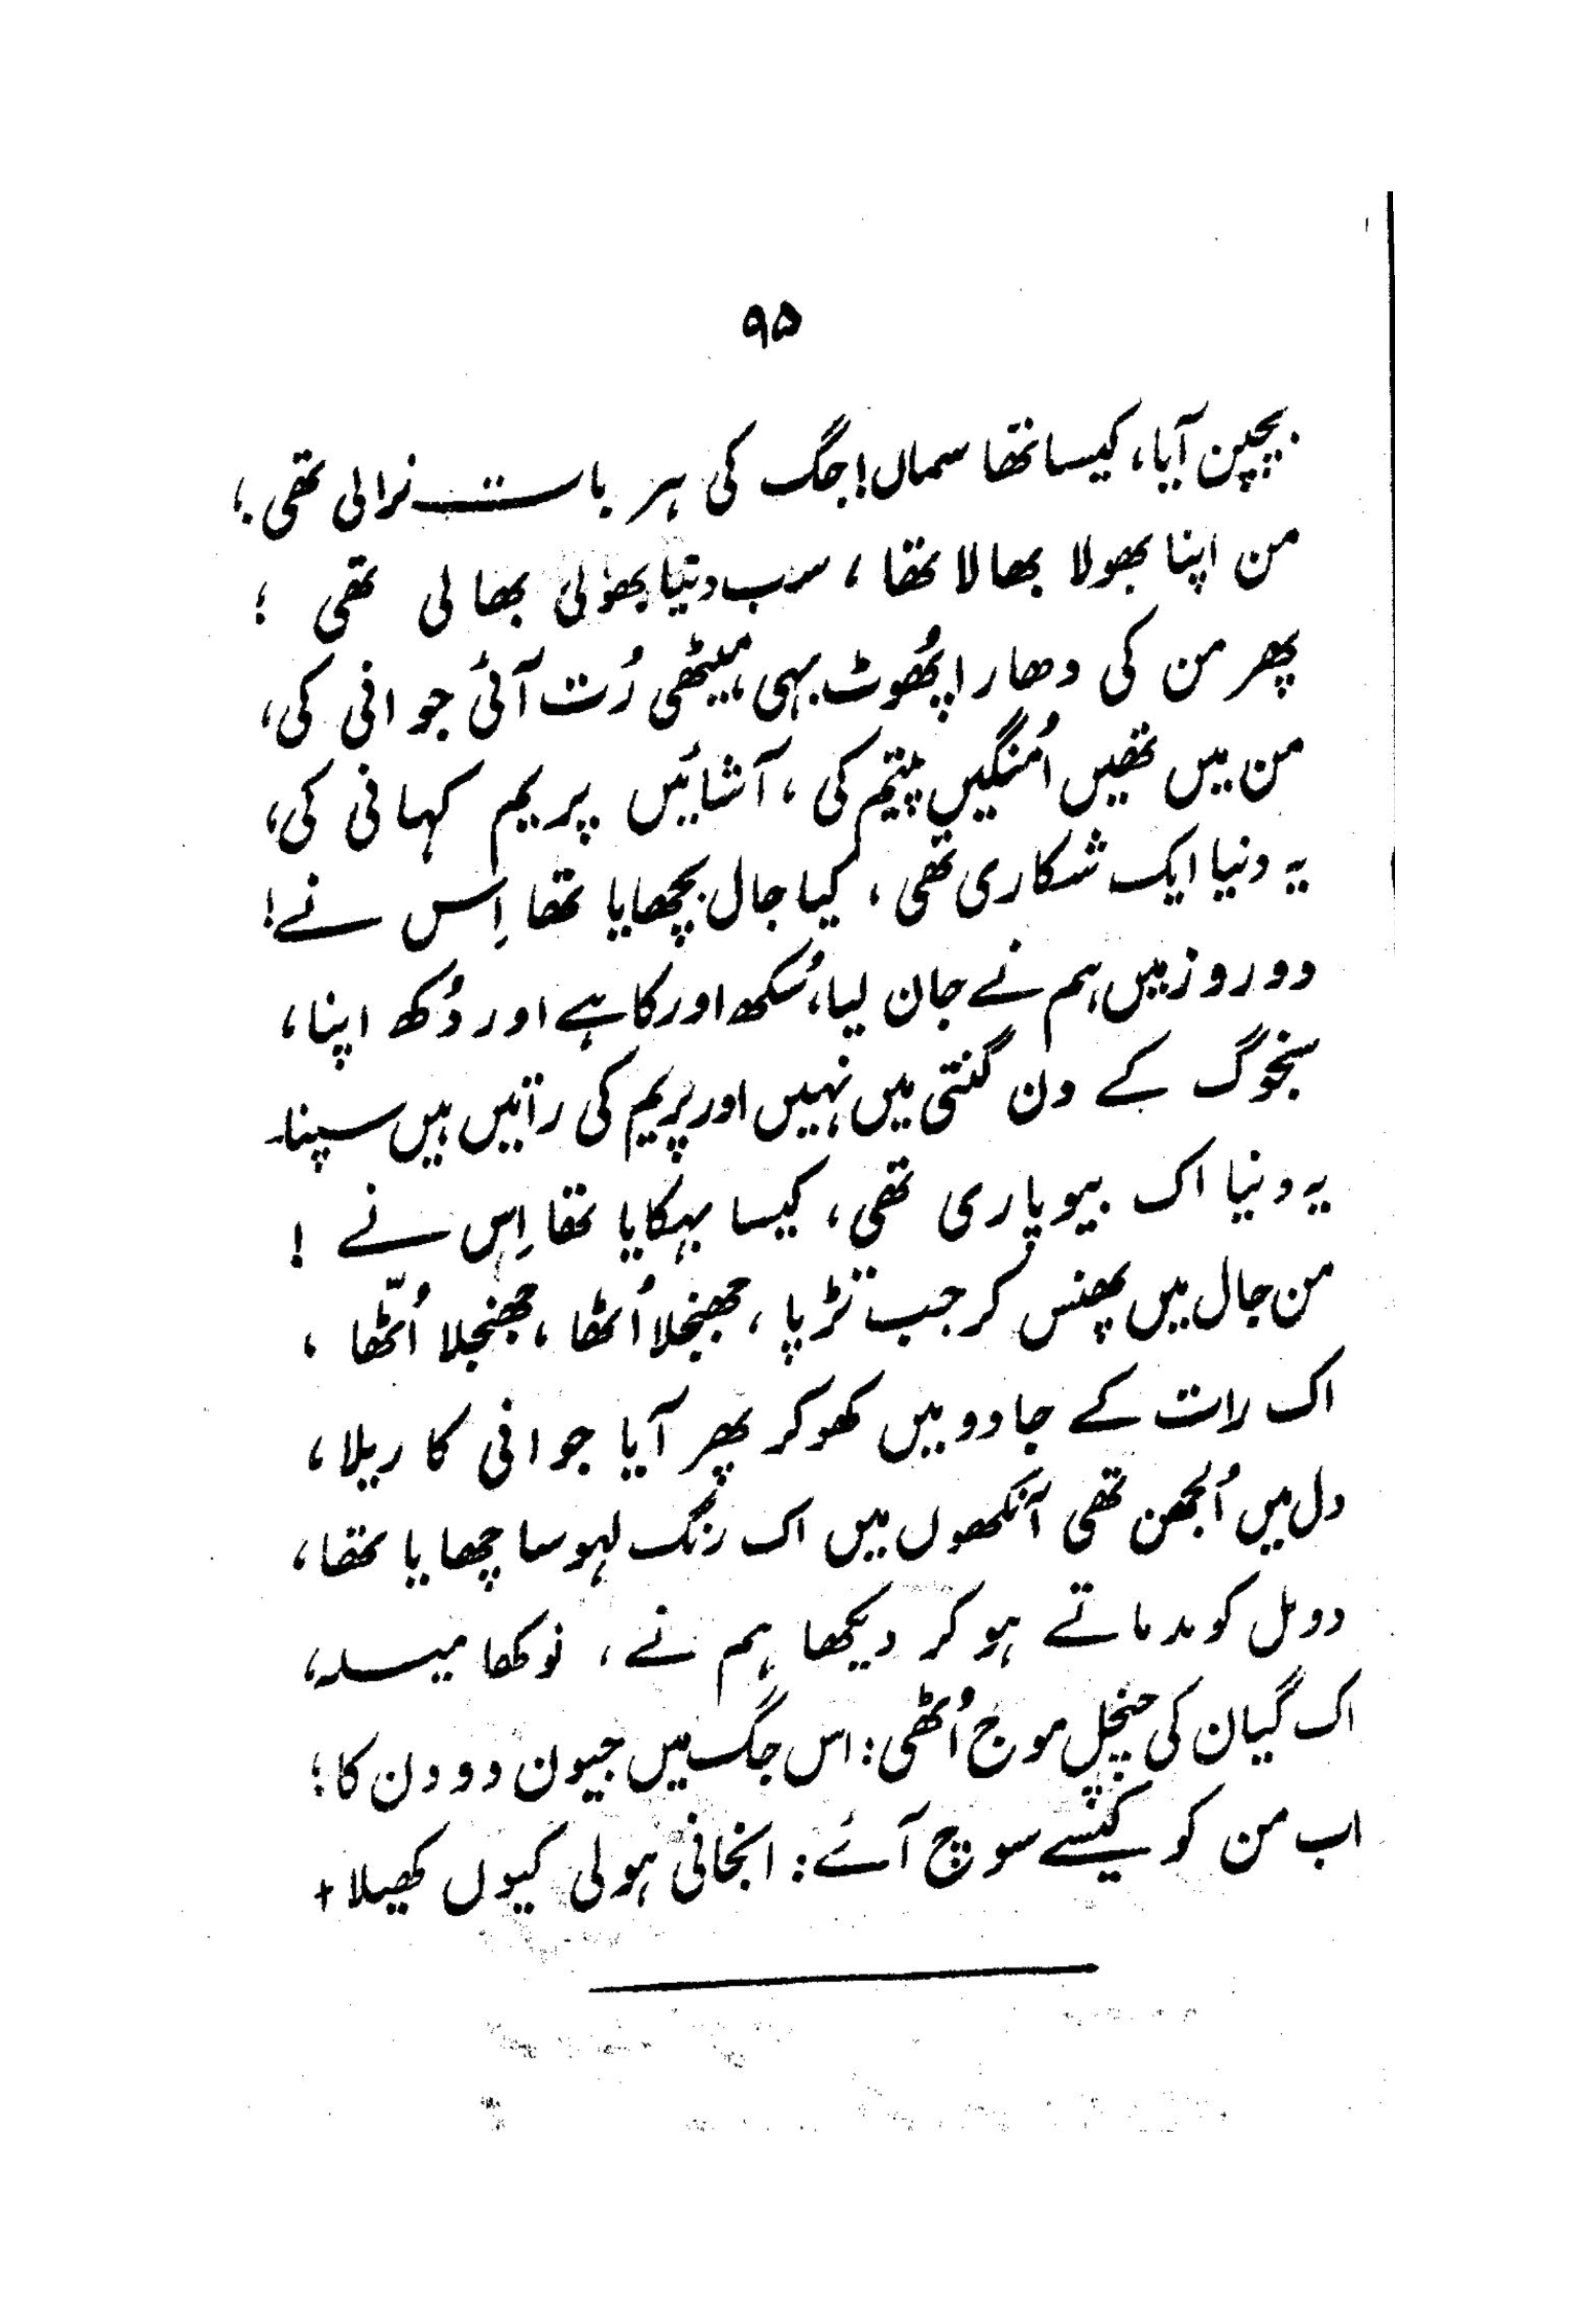 ۹۵
بچپن آیا، کیسا تھا سماں! جگ کی ہر بات نرالی تھی؛
من اپنا بھولا بھالا تھا، سب دنیا بھولی بھالی تھی؛
پھر من کی دھارا پھُوٹ بہی، میٹھی رُت آئی جوانی کی،
من میں تھیں اُمنگیں پیتم کی، آشائیں پریم کہانی کی،
یہ دنیا ایک شکاری تھی، کیا جال بچھایا تھا اِس نے!
دو روز میں ہم نے جان لیا، سُکھ اور کا ہے اور دُکھ اپنا،
سنجوگ کے دن گنتی میں نہیں اور پریم کی راتیں ہیں سپنا۔
یہ دنیا اک بیوپاری تھی، کیسا بہکایا تھا اِس نے!
من جال میں پھنس کر جب تڑپا، جھنجلا اُٹھا، جھنجلا اُٹّھا،
اک رات کے جادو میں کھو کر پھر آیا جوانی کا ریلا،
دل میں اُلجھن تھی آنکھوں میں اک رنگ لہو سا چھایا تھا،
دو پل کو مدماتے ہو کر دیکھا ہم نے، نوکھا میلہ،
اک گیان کی چنچل موج اُٹھی: اس جگ میں جیون دو دن کا؛
اب من کو کیسے سوچ آئے: انجانی ہولی کیوں کھیلا +